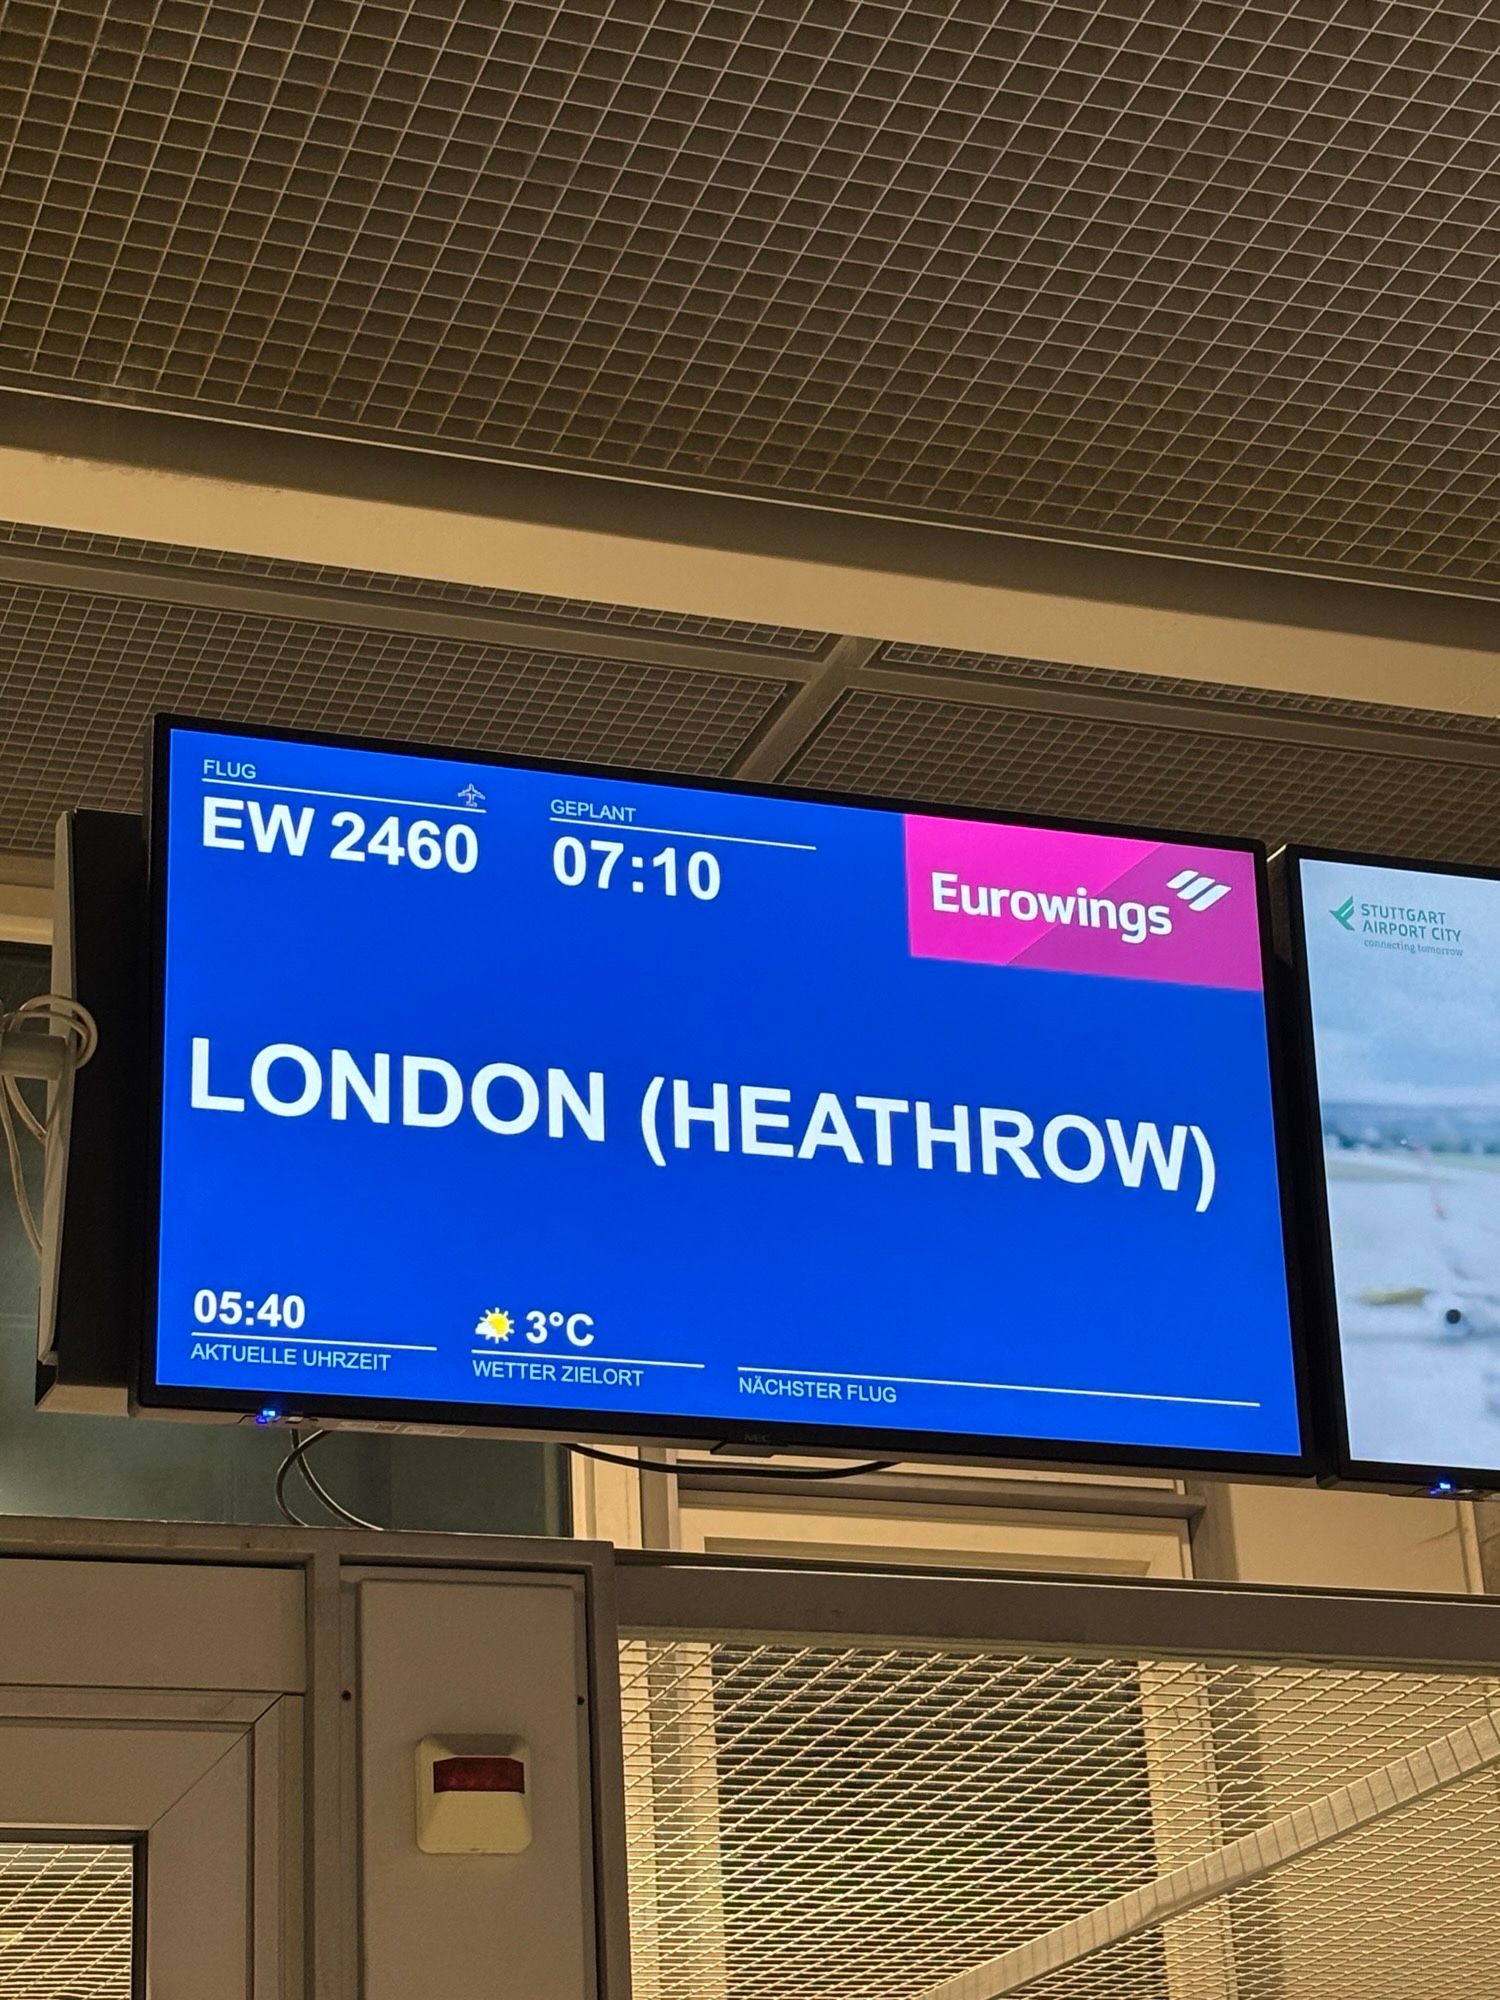 FLUG
EW 2460
GEPLANT
07:10
Eurowings
LONDON (HEATHROW)
05:40
AKTUELLE UHRZEIT
3°C
WETTER ZIELORT
NÄCHSTER FLUG
NEC
STUTTGART
AIRPORT CITY
connecting tomorrow